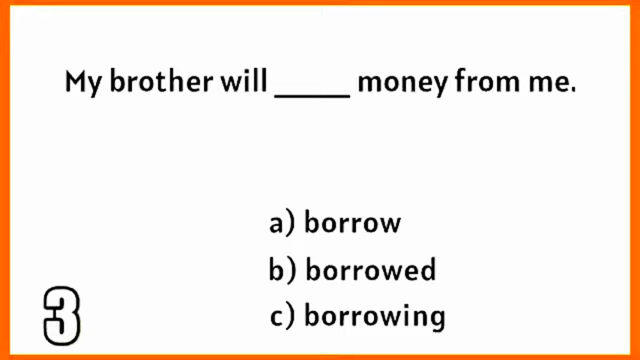 My brother will _____ money from me.
a) borrow
b) borrowed
c) borrowing
3